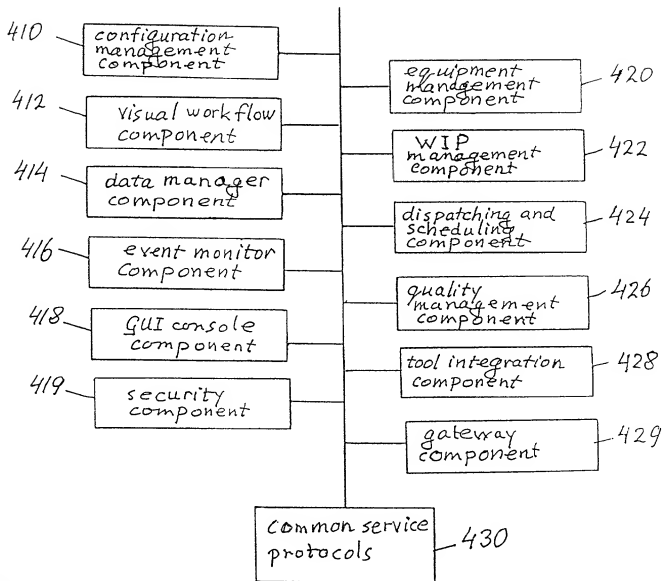 410
configuration
management
component
412
visual workflow
component
414
data manager
component
416
event monitor
component
418
GUI console
component
419
security
component
equipment
management
component
420
WIP
management
component
422
dispatching and
scheduling
component
424
quality
management
component
426
tool integration
component
428
gateway
component
429
common service
protocols
430